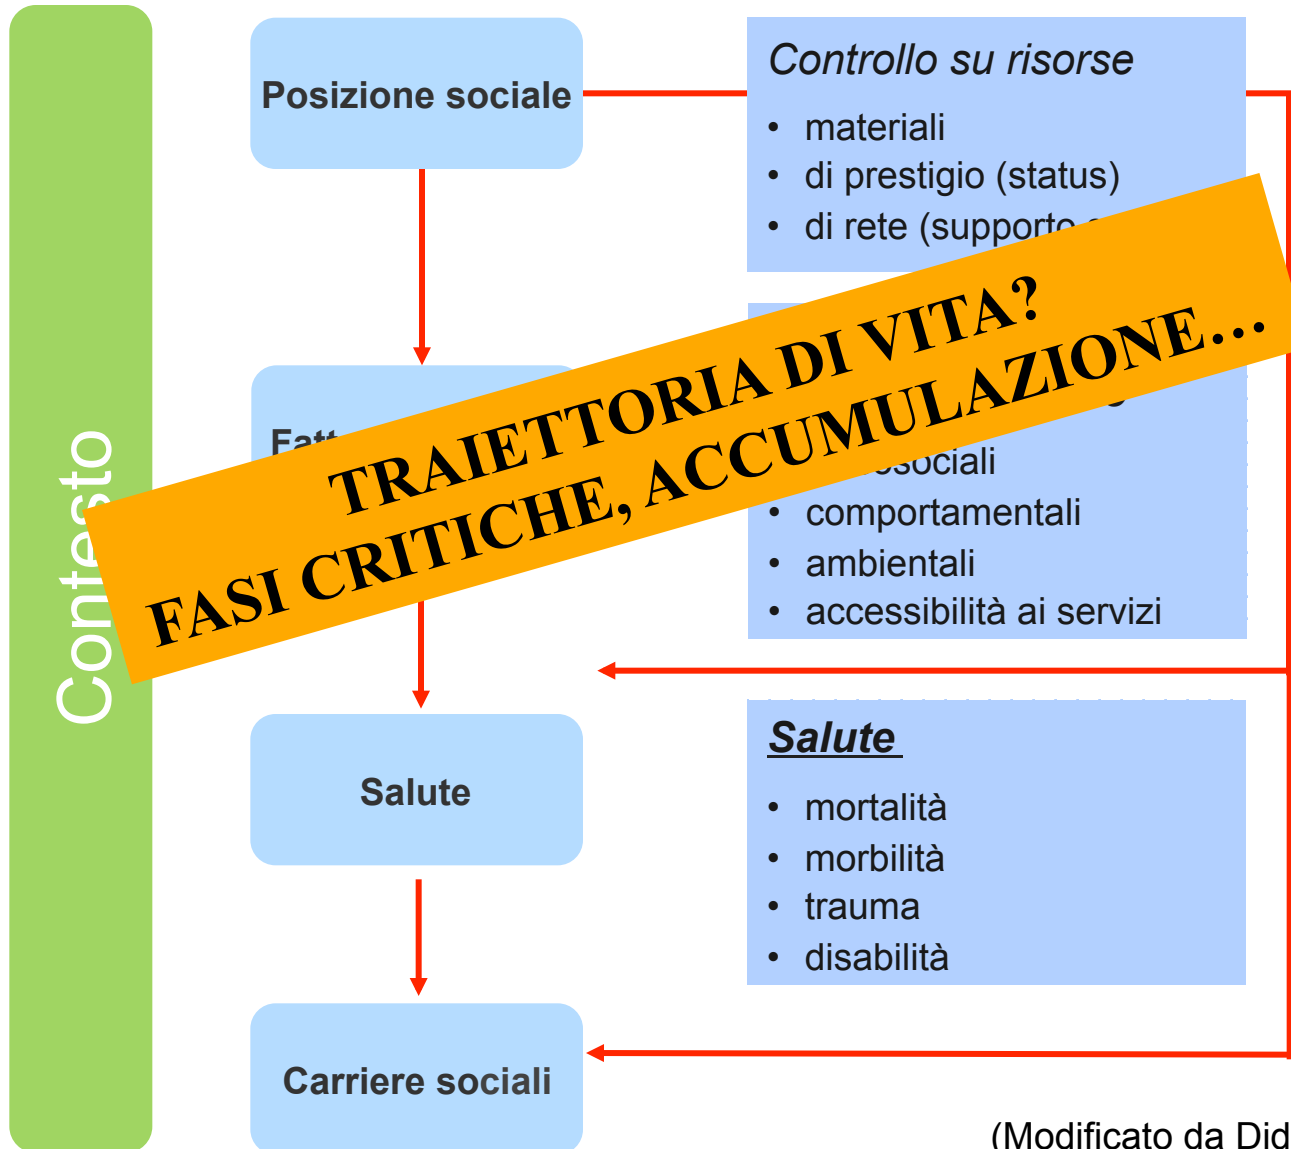 Contesto
Posizione sociale
Controllo su risorse
• materiali
• di prestigio (status)
• di rete (supporto
TRAIETTORIA DI VITA?
FASI CRITICHE, ACCUMULAZIONE…
• comportamentali
• ambientali
• accessibilità ai servizi
Salute
Salute
• mortalità
• morbilità
• trauma
• disabilità
Carriere sociali
(Modificato da Did